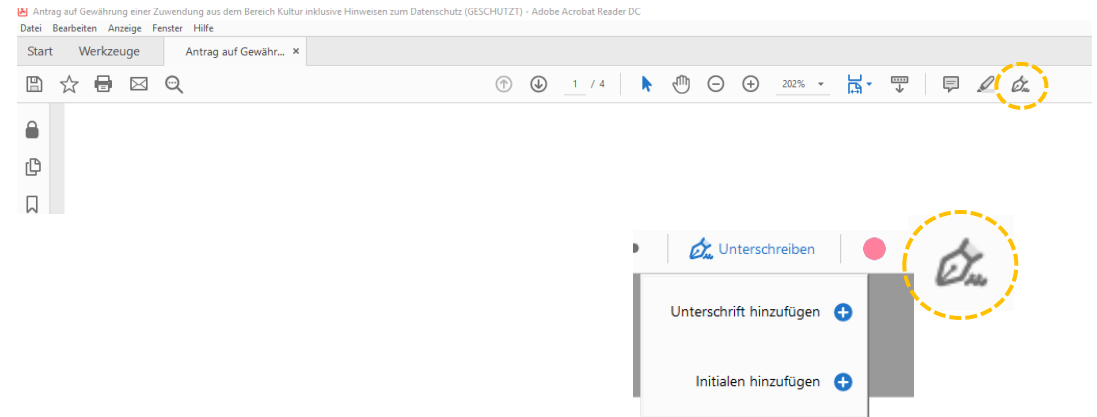 Antrag auf Gewährung einer Zuwendung aus dem Bereich Kultur inklusive Hinweisen zum Datenschutz (GESCHÜTZT) - Adobe Acrobat Reader DC
Datei Bearbeiten Anzeige Fenster Hilfe
Start Werkzeuge Antrag auf Gewähr... ×
1 / 4 202%
Unterschreiben
Unterschrift hinzufügen
Initialen hinzufügen